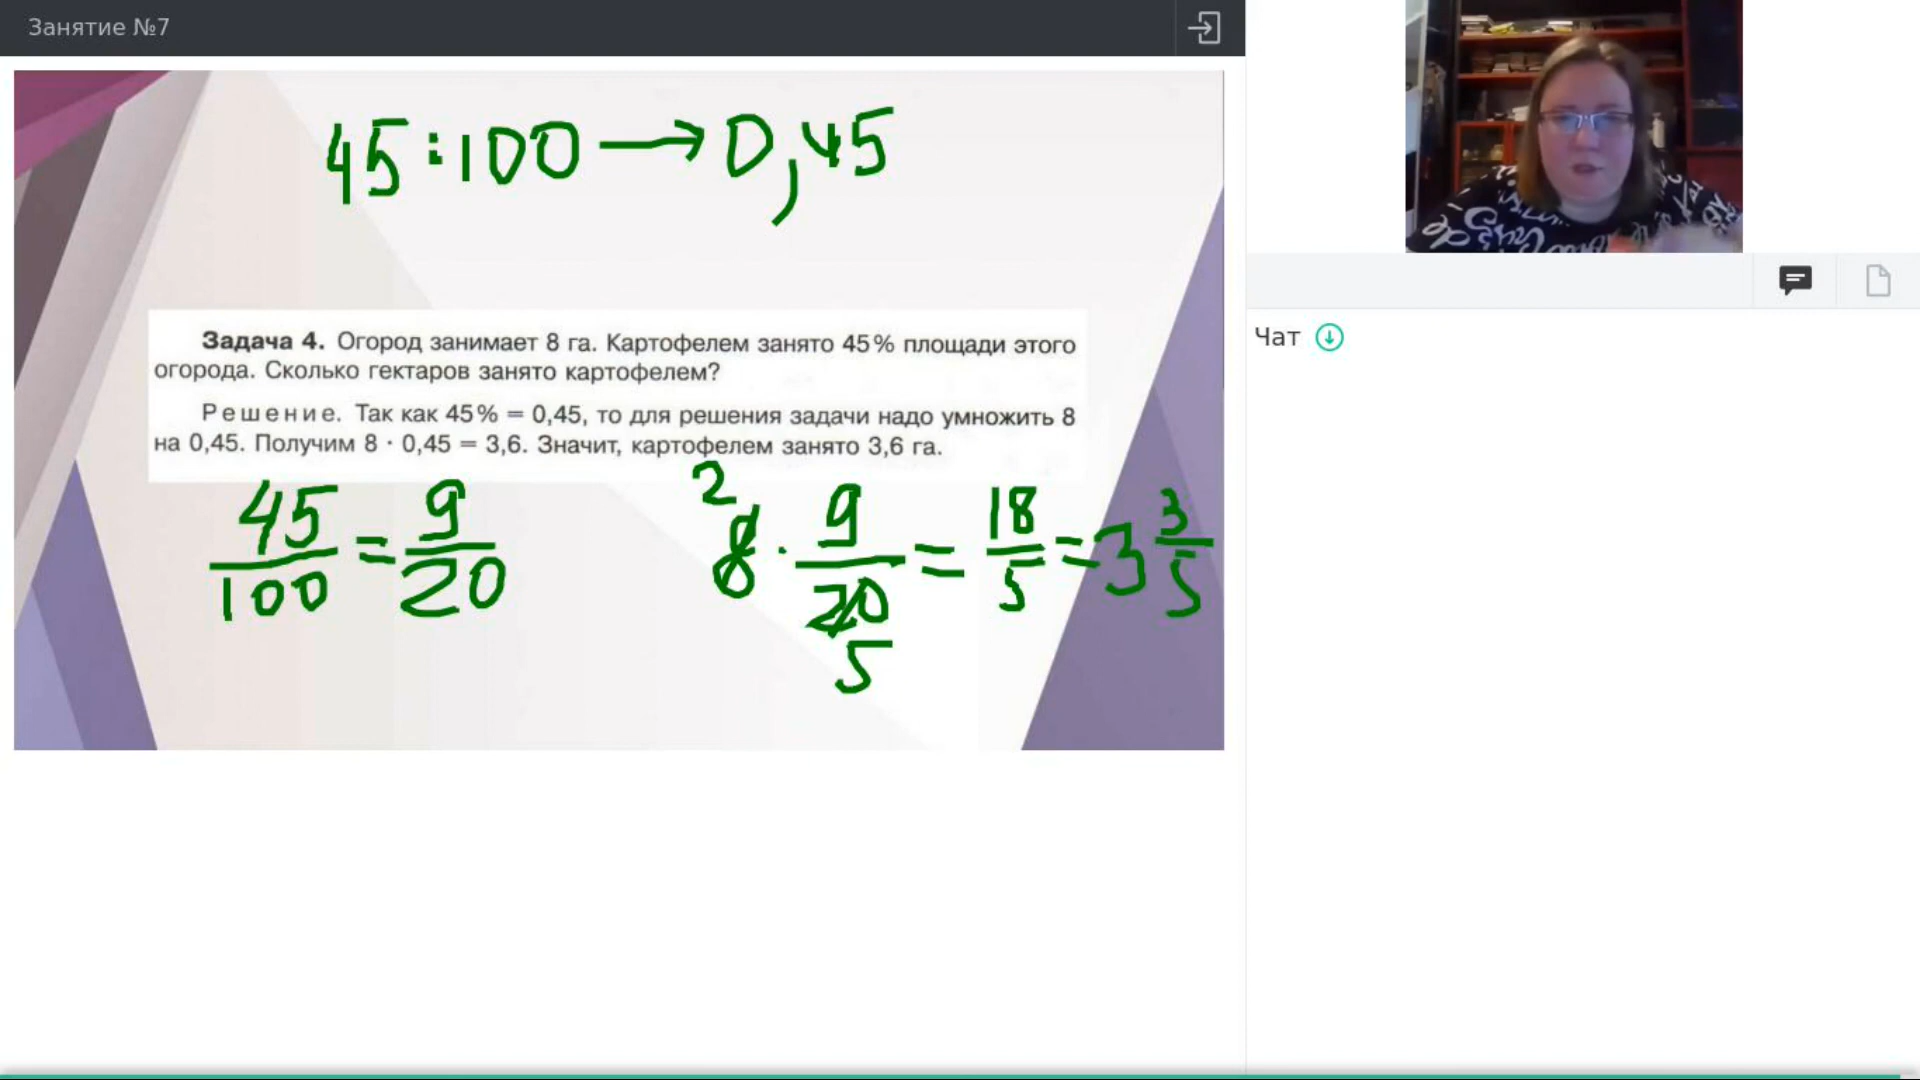 Занятие №7
45:100→0,45
Задача 4. Огород занимает 8 га. Картофелем занято 45% площади этого
огорода. Сколько гектаров занято картофелем?
Решение. Так как 45% = 0,45, то для решения задачи надо умножить 8
на 0,45. Получим 8 · 0,45 = 3,6. Значит, картофелем занято 3,6 га.
45/100 = 9/20
2
8 · 9/20 = 18/5 = 3 3/5
5
Чат